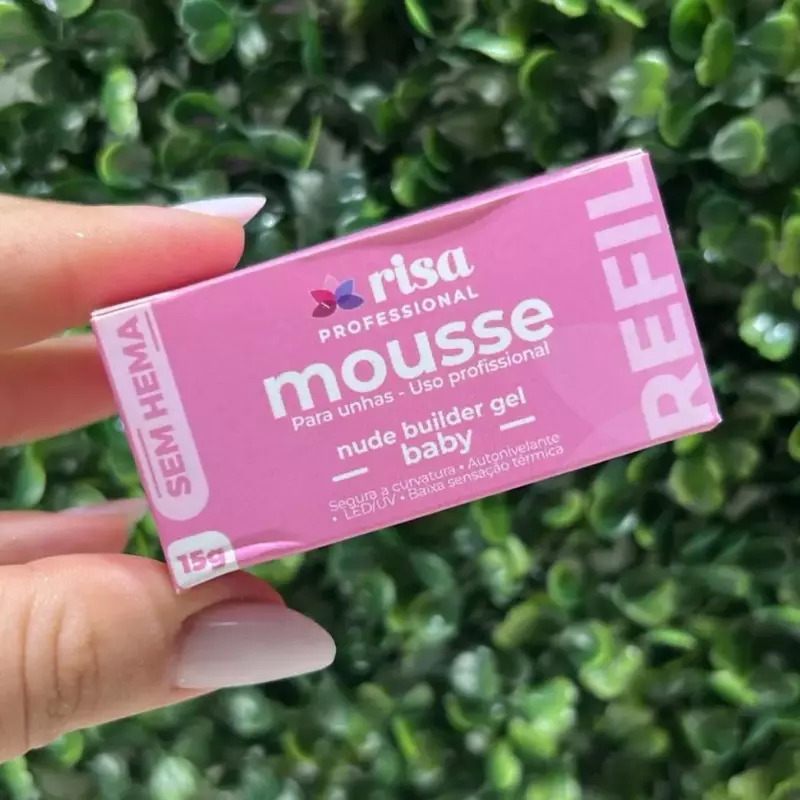 risa
PROFESSIONAL
mousse
Para unhas - Uso profissional
nude builder gel
baby
Segura a curvatura • Autonivelante
• LED/UV • Baixa sensação térmica
SEM HEMA
15g
REFIL